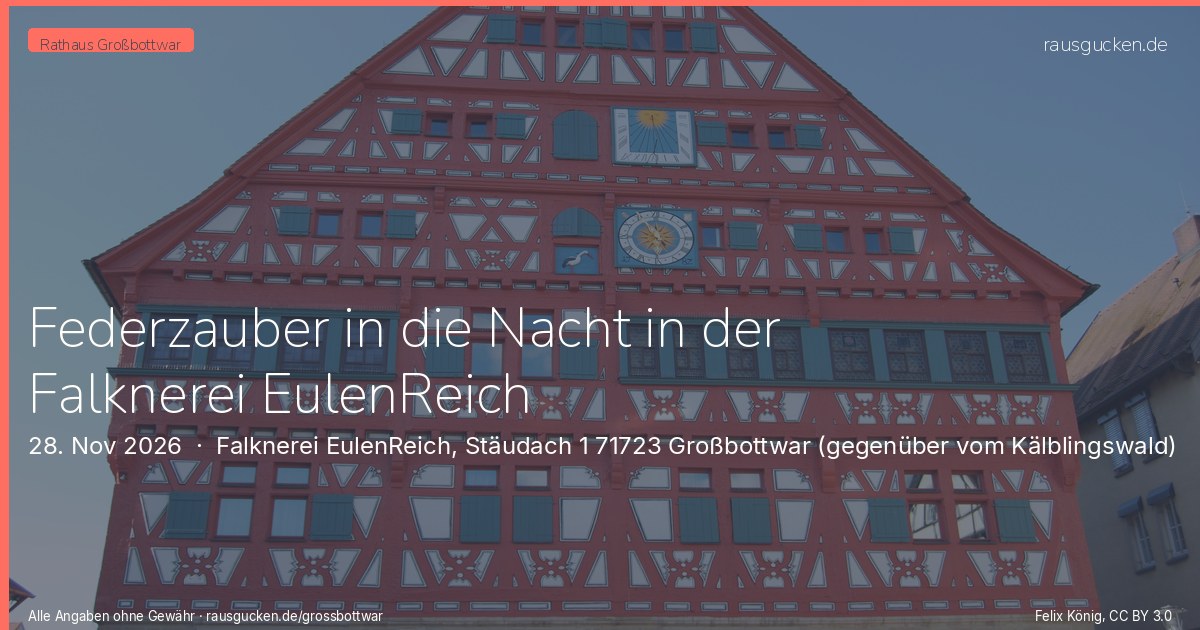 Rathaus Großbottwar
rausgucken.de
Federzauber in die Nacht in der
Falknerei EulenReich
28. Nov 2026 · Falknerei EulenReich, Stäudach 1 71723 Großbottwar (gegenüber vom Kälblingswald)
Alle Angaben ohne Gewähr · rausgucken.de/grossbottwar
Felix König, CC BY 3.0